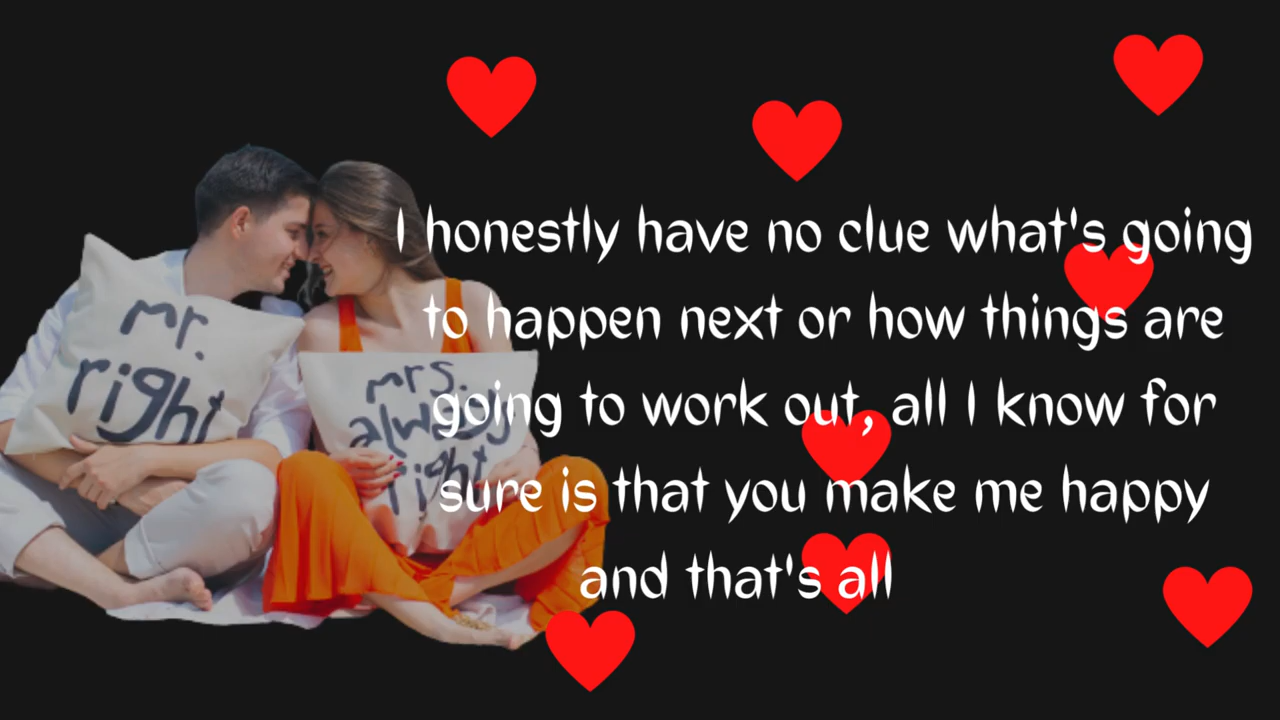 I honestly have no clue what's going
to happen next or how things are
going to work out, all I know for
sure is that you make me happy
and that's all
mr.
right
mrs.
always
right